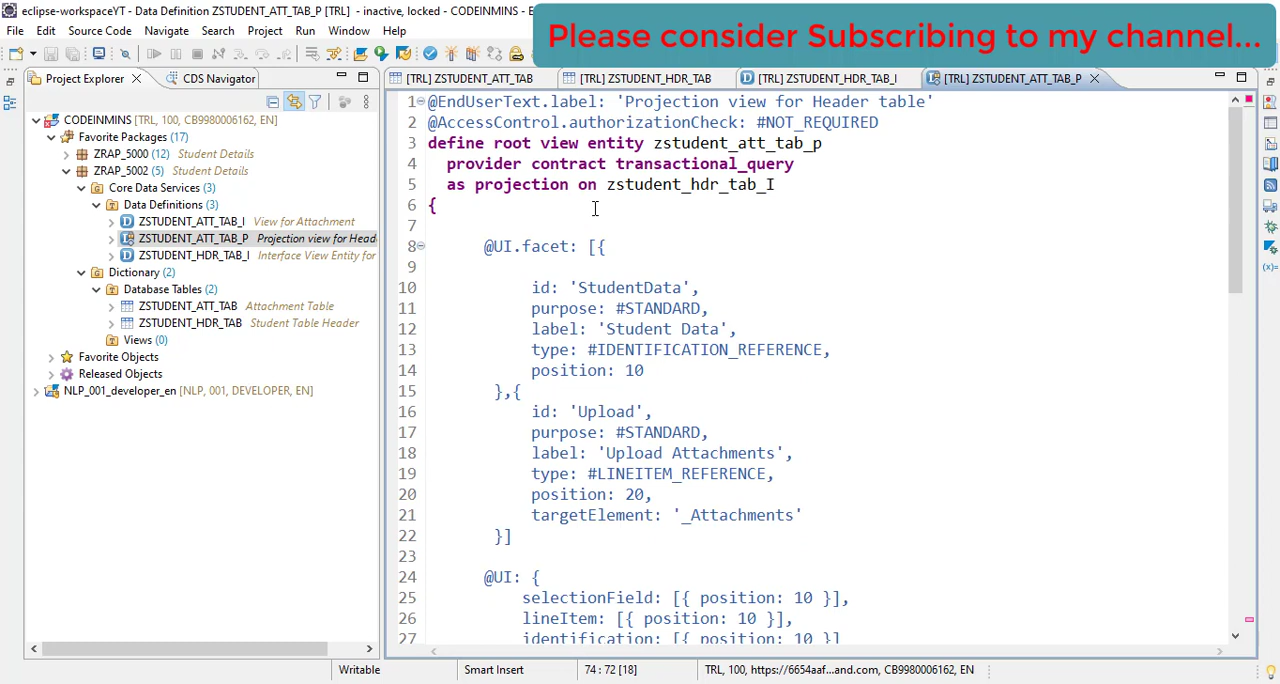 eclipse-workspaceYT - Data Definition ZSTUDENT_ATT_TAB_P [TRL] - inactive, locked - CODEINMINS -
Please consider Subscribing to my channel...
File Edit Source Code Navigate Search Project Run Window Help
Project Explorer
CDS Navigator
[TRL] ZSTUDENT_ATT_TAB
[TRL] ZSTUDENT_HDR_TAB
[TRL] ZSTUDENT_HDR_TAB_I
[TRL] ZSTUDENT_ATT_TAB_P
CODEINMINS [TRL, 100, CB9980006162, EN]
Favorite Packages (17)
ZRAP_5000 (12) Student Details
ZRAP_5002 (5) Student Details
Core Data Services (3)
Data Definitions (3)
ZSTUDENT_ATT_TAB_I View for Attachment
ZSTUDENT_ATT_TAB_P Projection view for Head
ZSTUDENT_HDR_TAB_I Interface View Entity for
Dictionary (2)
Database Tables (2)
ZSTUDENT_ATT_TAB Attachment Table
ZSTUDENT_HDR_TAB Student Table Header
Views (0)
Favorite Objects
Released Objects
NLP_001_developer_en [NLP, 001, DEVELOPER, EN]
1 @EndUserText.label: 'Projection view for Header table'
2 @AccessControl.authorizationCheck: #NOT_REQUIRED
3 define root view entity zstudent_att_tab_p
4 provider contract transactional_query
5 as projection on zstudent_hdr_tab_I
6 {
7
8 @UI.facet: [{
9
10 id: 'StudentData',
11 purpose: #STANDARD,
12 label: 'Student Data',
13 type: #IDENTIFICATION_REFERENCE,
14 position: 10
15 },{
16 id: 'Upload',
17 purpose: #STANDARD,
18 label: 'Upload Attachments',
19 type: #LINEITEM_REFERENCE,
20 position: 20,
21 targetElement: '_Attachments'
22 }]
23
24 @UI: {
25 selectionField: [{ position: 10 }],
26 lineItem: [{ position: 10 }],
27 identification: [{ position: 10 }]
Writable
Smart Insert
74 : 72 [18]
TRL, 100, https://6654aaf...and.com, CB9980006162, EN